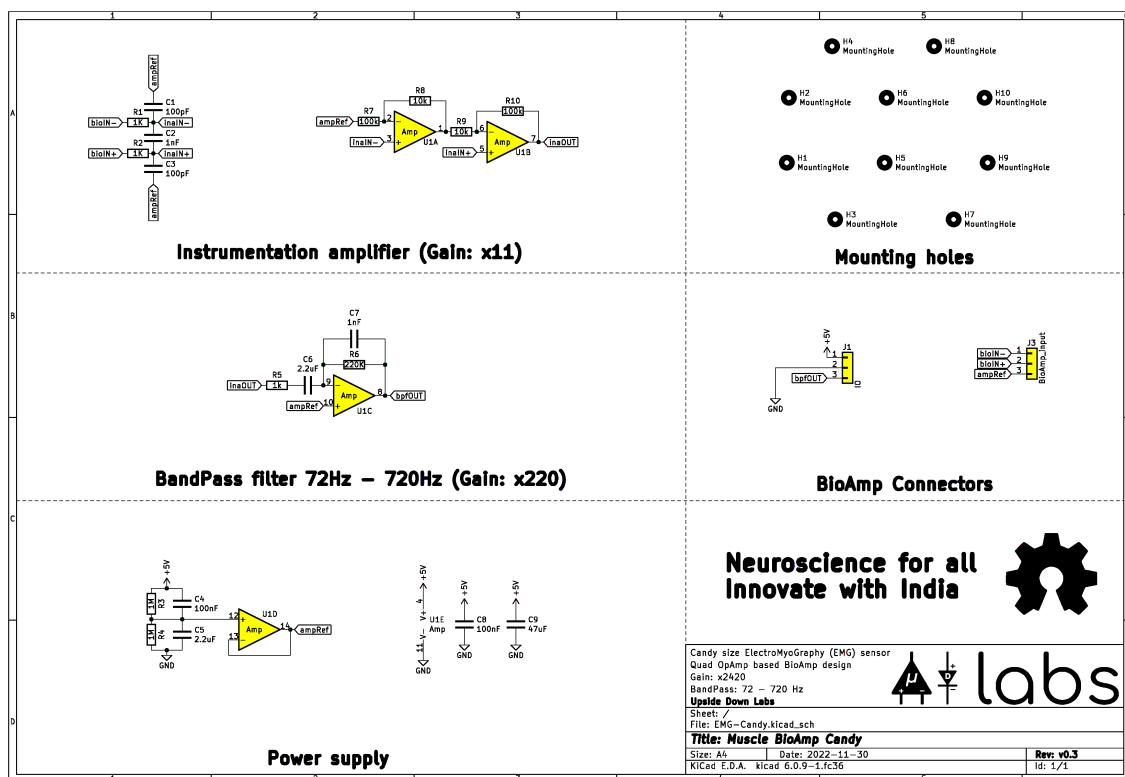 1 2 3 4 5
A
B
C
D
ampRef
C1
100pF
R1
bioIN- 1K inaIN-
C2
1nF
R2
bioIN+ 1K inaIN+
C3
100pF
ampRef
R8
10k
R7
ampRef 100k 2
Amp 1
inaIN- 3
U1A
R9
10k
R10
100k
6
Amp 7 inaOUT
inaIN+ 5
U1B
Instrumentation amplifier (Gain: x11)
H4
MountingHole
H8
MountingHole
H2
MountingHole
H6
MountingHole
H10
MountingHole
H1
MountingHole
H5
MountingHole
H9
MountingHole
H3
MountingHole
H7
MountingHole
Mounting holes
C7
1nF
R6
220K
C6
2.2uF
R5
inaOUT 1k 9
Amp 8 bpfOUT
ampRef 10
U1C
BandPass filter 72Hz - 720Hz (Gain: x220)
+5V
J1
1
2
bpfOUT 3
IO
GND
J3
bioIN- 1
bioIN+ 2
ampRef 3
BioAmp_Input
BioAmp Connectors
+5V
1M R3
C4
100nF
1M R4
C5
2.2uF
GND
12 U1D
Amp 14 ampRef
13
+5V
4
V+
U1E
Amp
V-
11
GND
+5V
C8
100nF
GND
+5V
C9
47uF
GND
Power supply
Neuroscience for all
Innovate with India
Candy size ElectroMyoGraphy (EMG) sensor
Quad OpAmp based BioAmp design
Gain: x2420
BandPass: 72 - 720 Hz
Upside Down Labs
µ D labs
Sheet: /
File: EMG-Candy.kicad_sch
Title: Muscle BioAmp Candy
Size: A4 Date: 2022-11-30 Rev: v0.3
KiCad E.D.A. kicad 6.0.9-1.fc36 Id: 1/1